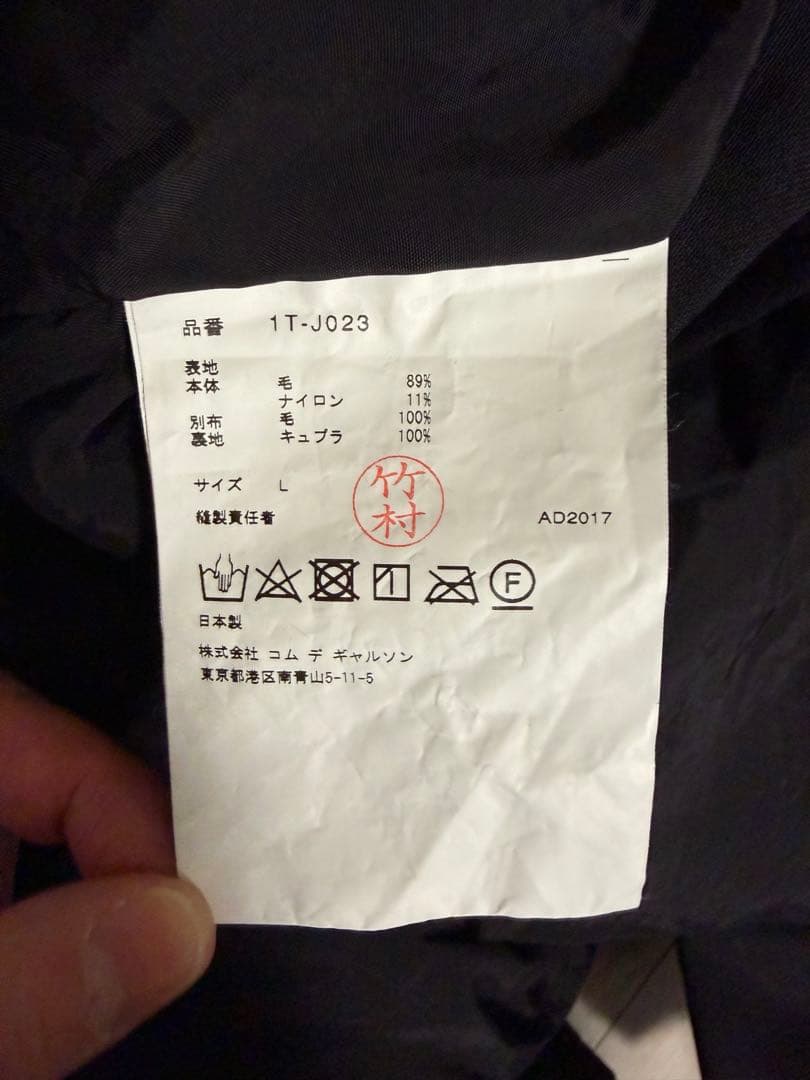 品番 1T-J023
表地
本体 毛 89%
ナイロン 11%
別布 毛 100%
裏地 キュプラ 100%
サイズ L
竹村
縫製責任者 AD2017
F
日本製
株式会社 コム デ ギャルソン
東京都港区南青山5-11-5